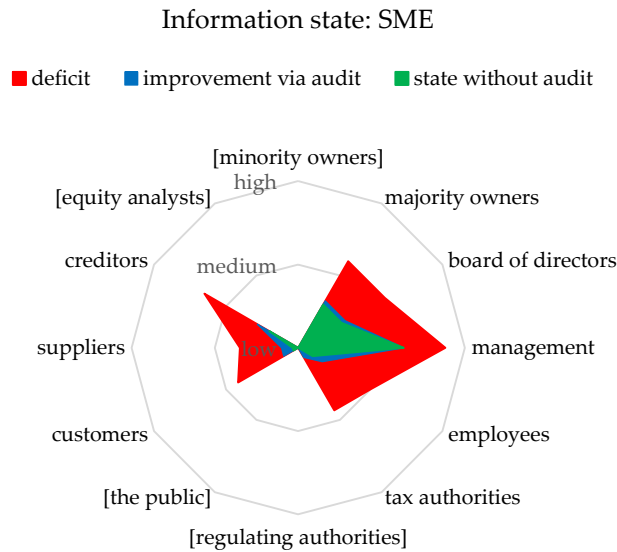 Information state: SME
deficit improvement via audit state without audit
[minority owners]
high
[equity analysts] majority owners
creditors medium board of directors
suppliers low management
customers employees
[the public] tax authorities
[regulating authorities]